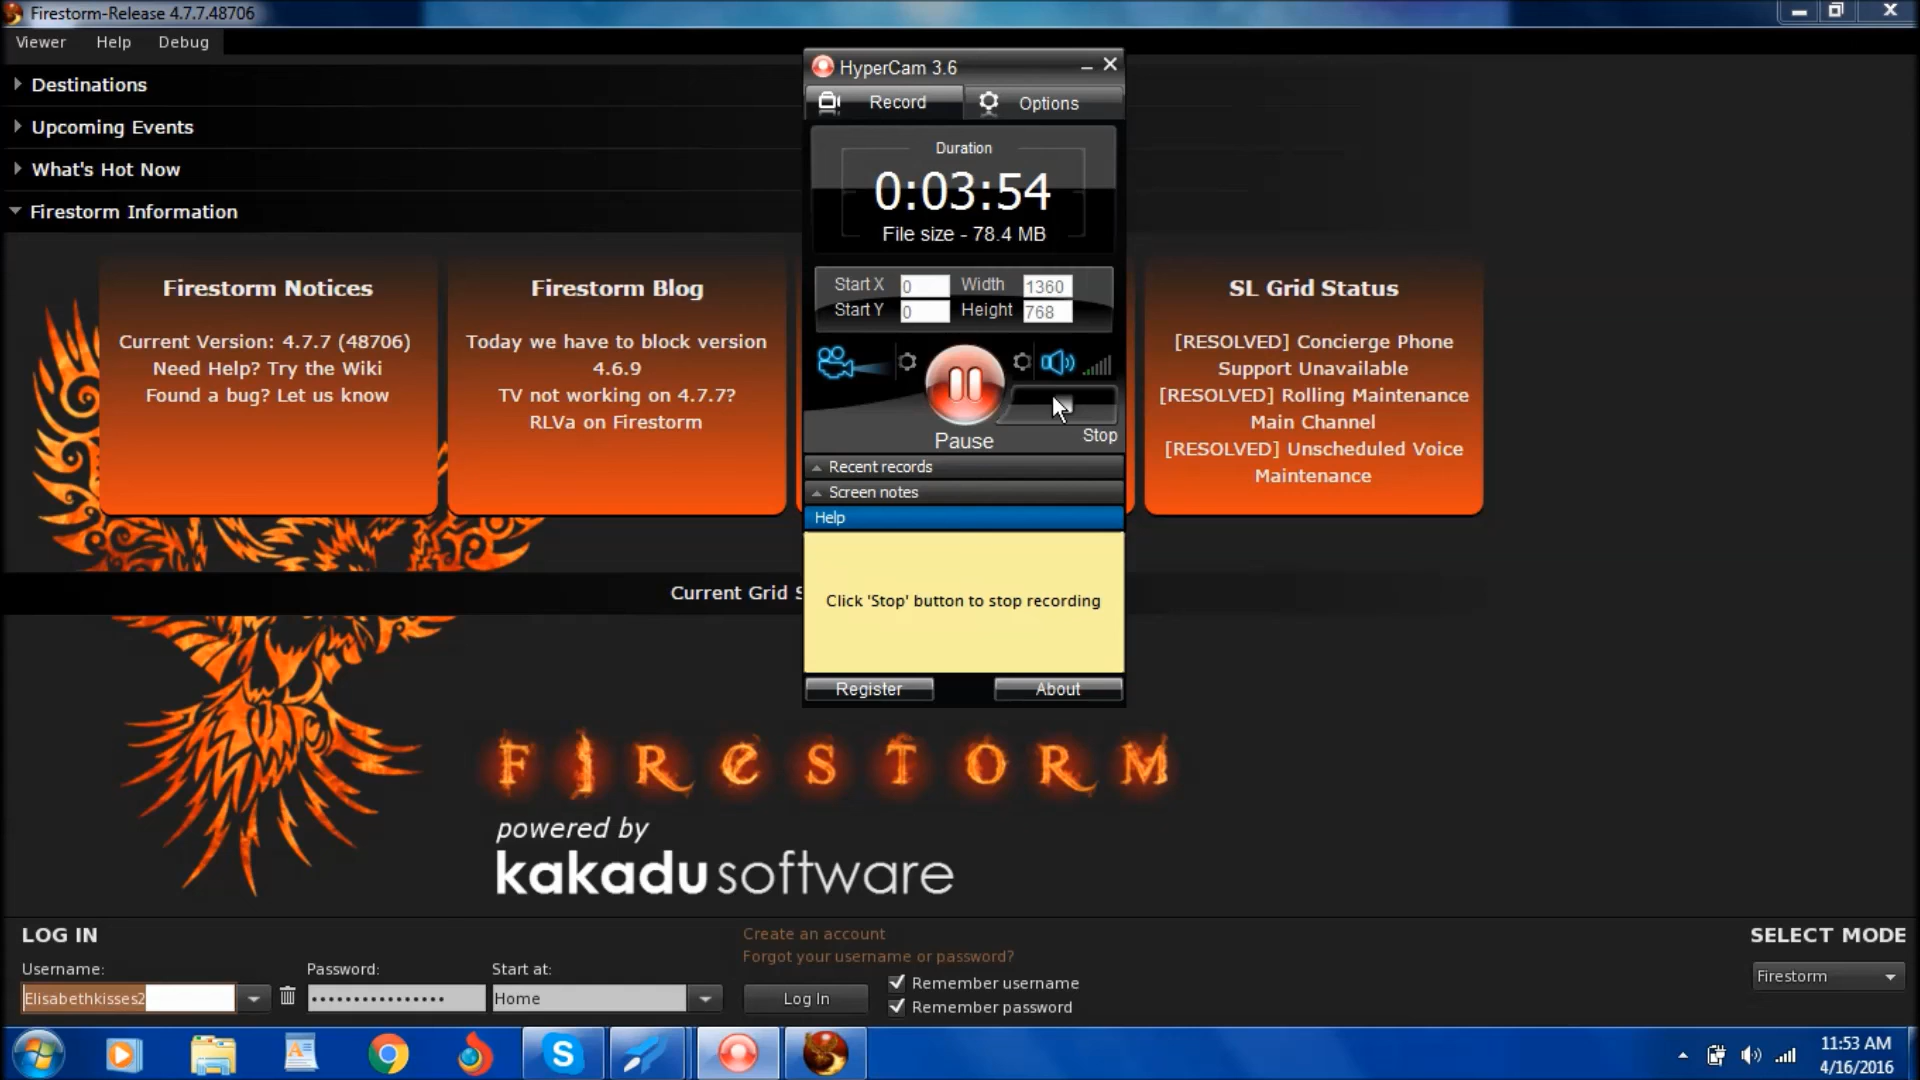 Firestorm-Release 4.7.7.48706
Viewer Help Debug
Destinations
Upcoming Events
What's Hot Now
Firestorm Information
Firestorm Notices
Current Version: 4.7.7 (48706)
Need Help? Try the Wiki
Found a bug? Let us know
Firestorm Blog
Today we have to block version
4.6.9
TV not working on 4.7.7?
RLVa on Firestorm
SL Grid Status
[RESOLVED] Concierge Phone
Support Unavailable
[RESOLVED] Rolling Maintenance
Main Channel
[RESOLVED] Unscheduled Voice
Maintenance
HyperCam 3.6
Record Options
Duration
0:03:54
File size - 78.4 MB
Start X 0 Width 1360
Start Y 0 Height 768
Pause
Stop
Recent records
Screen notes
Help
Click 'Stop' button to stop recording
Register About
Current Grid
FIRESTORM
powered by
kakadusoftware
LOG IN
Username:
Elisabethkisses2
Password:
••••••••••••••••
Start at:
Home
Create an account
Forgot your username or password?
Log In
Remember username
Remember password
SELECT MODE
Firestorm
11:53 AM
4/16/2016